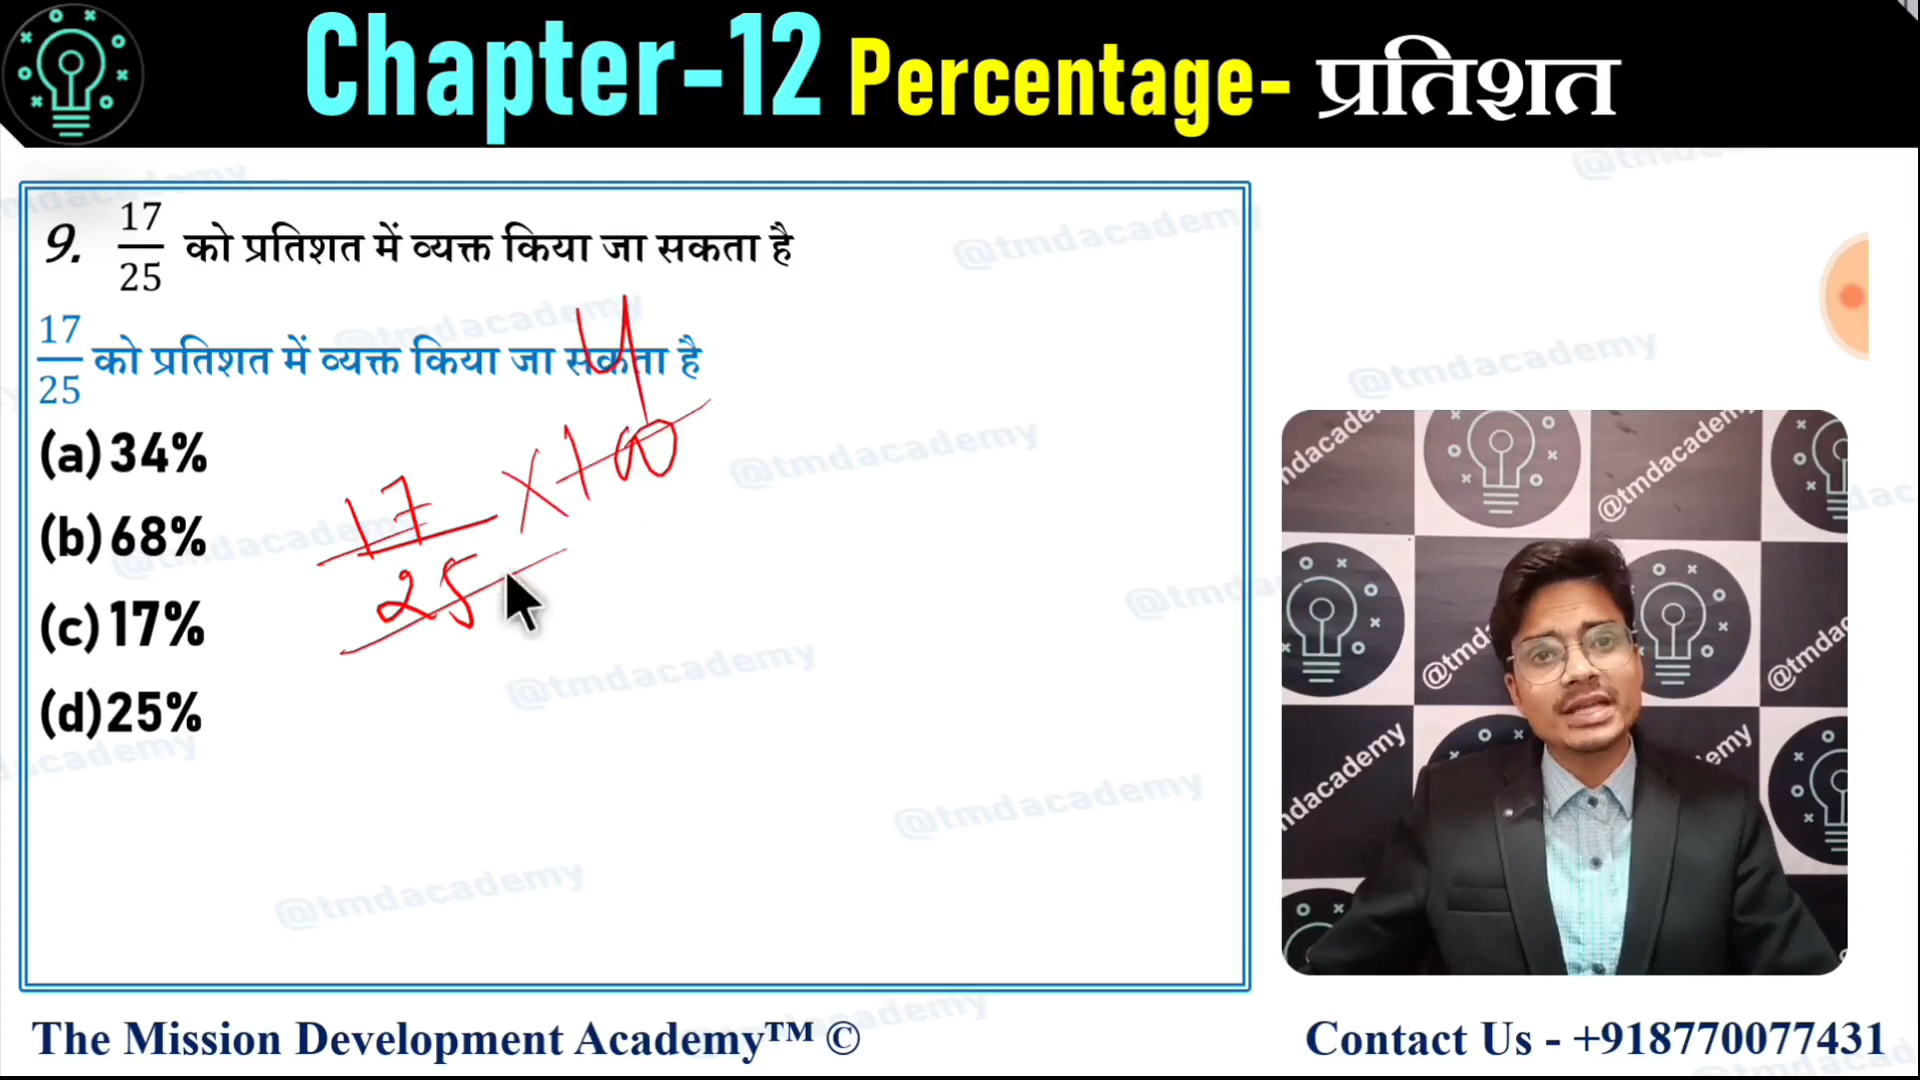 Chapter-12 Percentage- प्रतिशत
9. 17/25 को प्रतिशत में व्यक्त किया जा सकता है
17/25 को प्रतिशत में व्यक्त किया जा सकता है
(a) 34%
(b) 68%
(c) 17%
(d) 25%
4
17/25 × 100
@tmdacademy
The Mission Development Academy™ ©
Contact Us - +918770077431